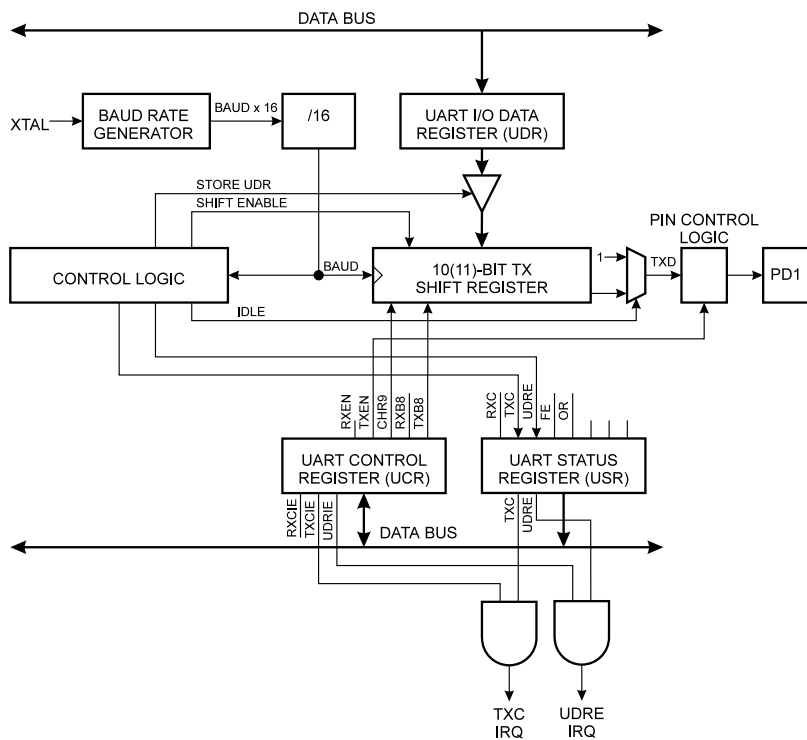 DATA BUS
XTAL
BAUD RATE
GENERATOR
BAUD x 16
/16
UART I/O DATA
REGISTER (UDR)
STORE UDR
SHIFT ENABLE
PIN CONTROL
LOGIC
CONTROL LOGIC
BAUD
10(11)-BIT TX
SHIFT REGISTER
1
TXD
PD1
IDLE
RXEN
TXEN
CHR9
RXB8
TXB8
RXC
TXC
UDRE
FE
OR
UART CONTROL
REGISTER (UCR)
UART STATUS
REGISTER (USR)
RXCIE
TXCIE
UDRIE
TXC
UDRE
DATA BUS
TXC
IRQ
UDRE
IRQ